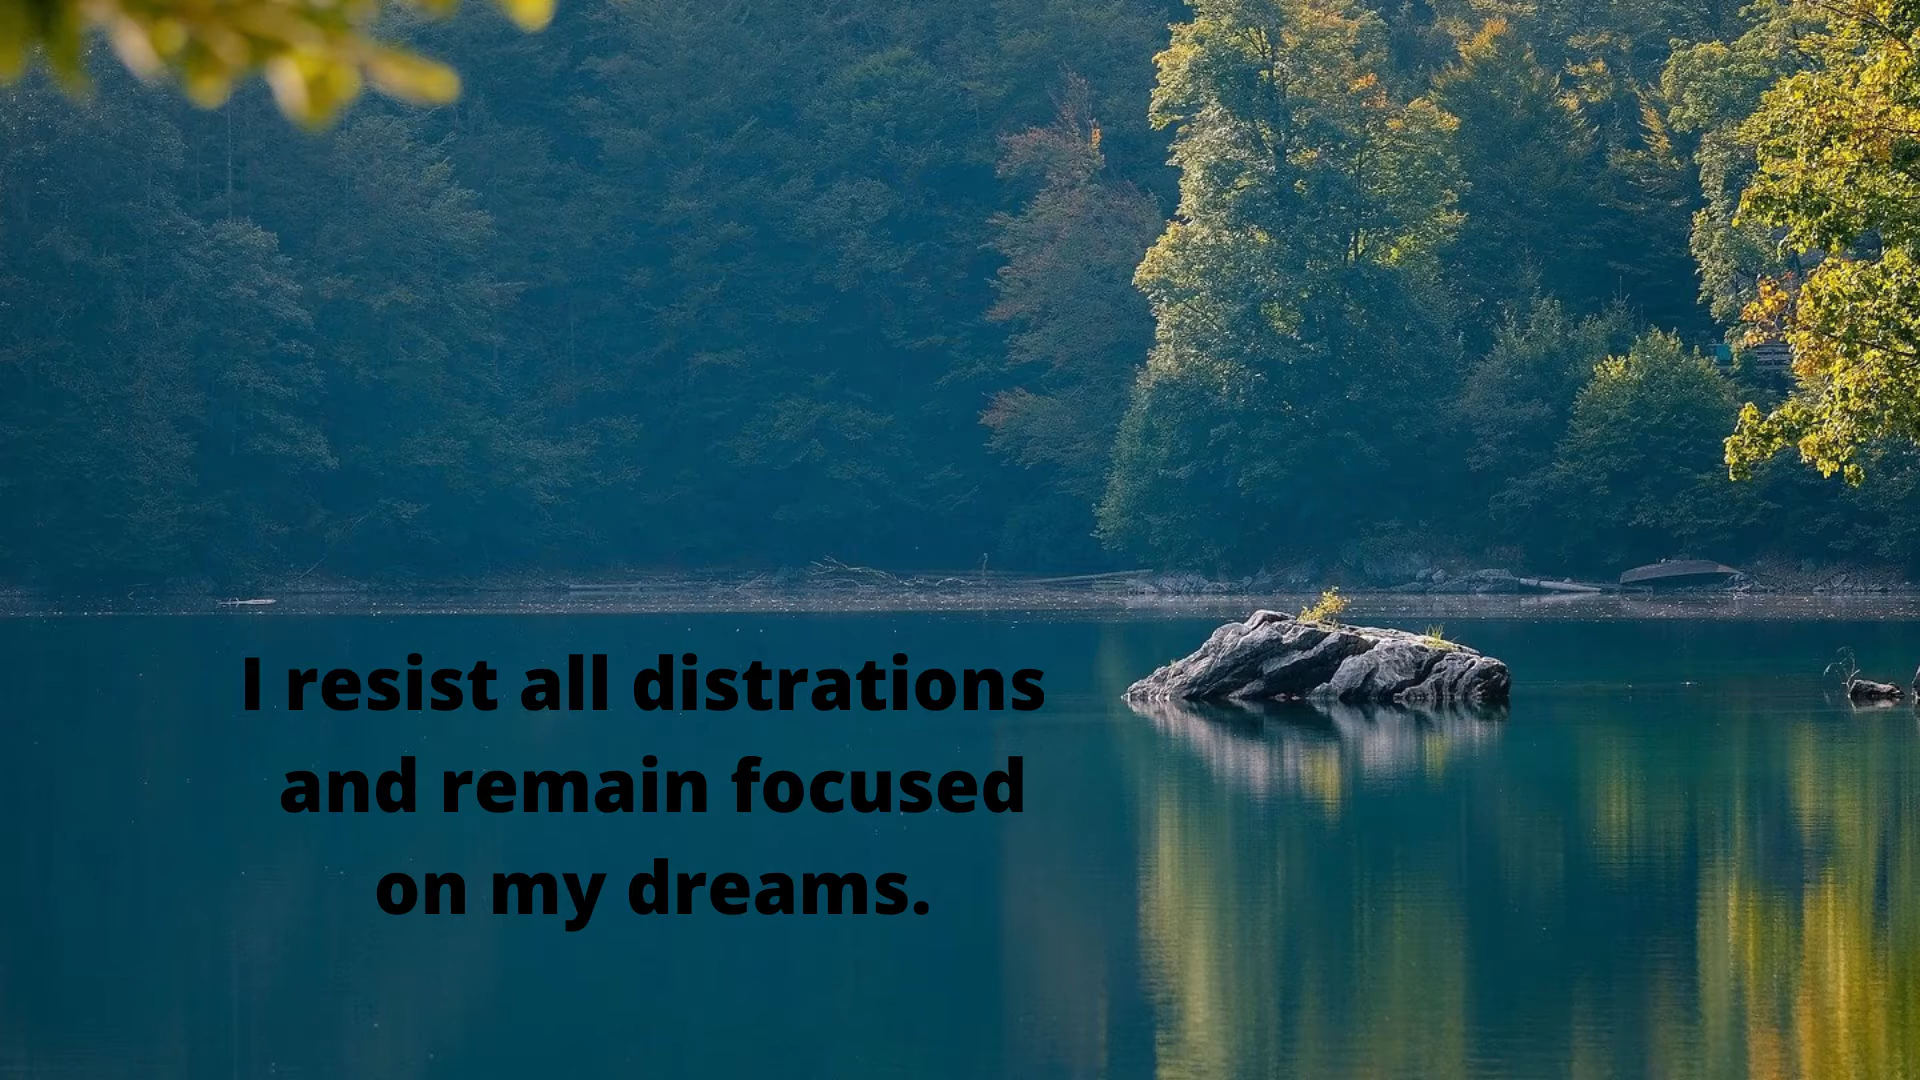 I resist all distrations
and remain focused
on my dreams.